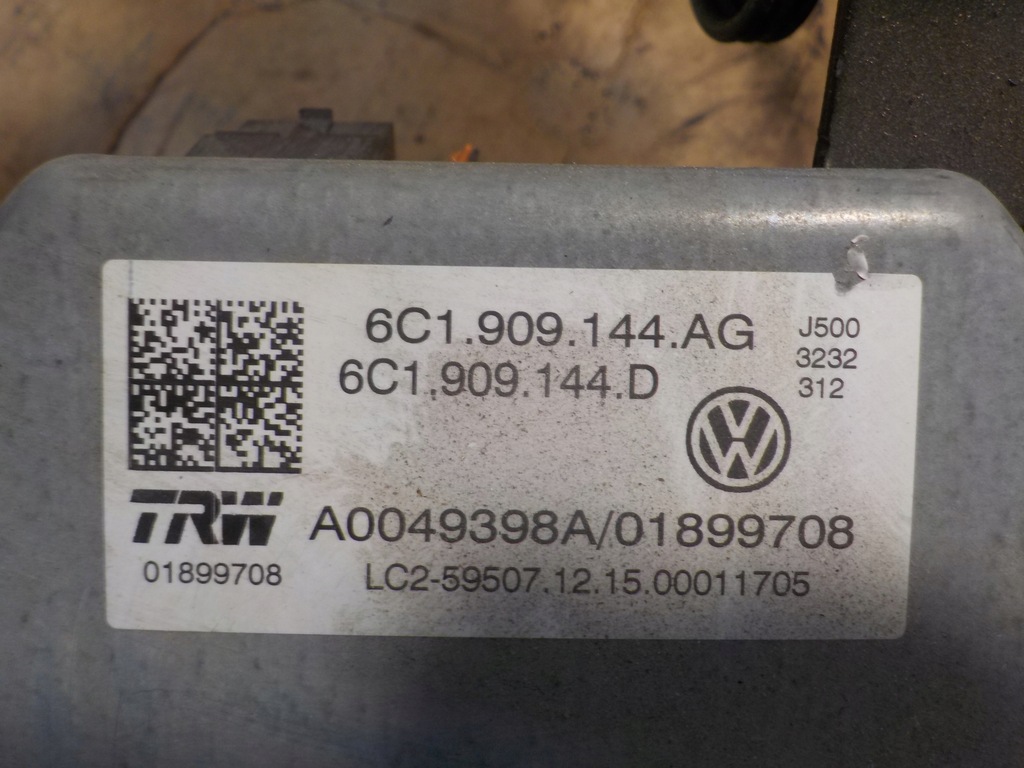 6C1.909.144.AG
6C1.909.144.D
J500
3232
312
VW
TRW
01899708
A0049398A/01899708
LC2-59507.12.15.00011705